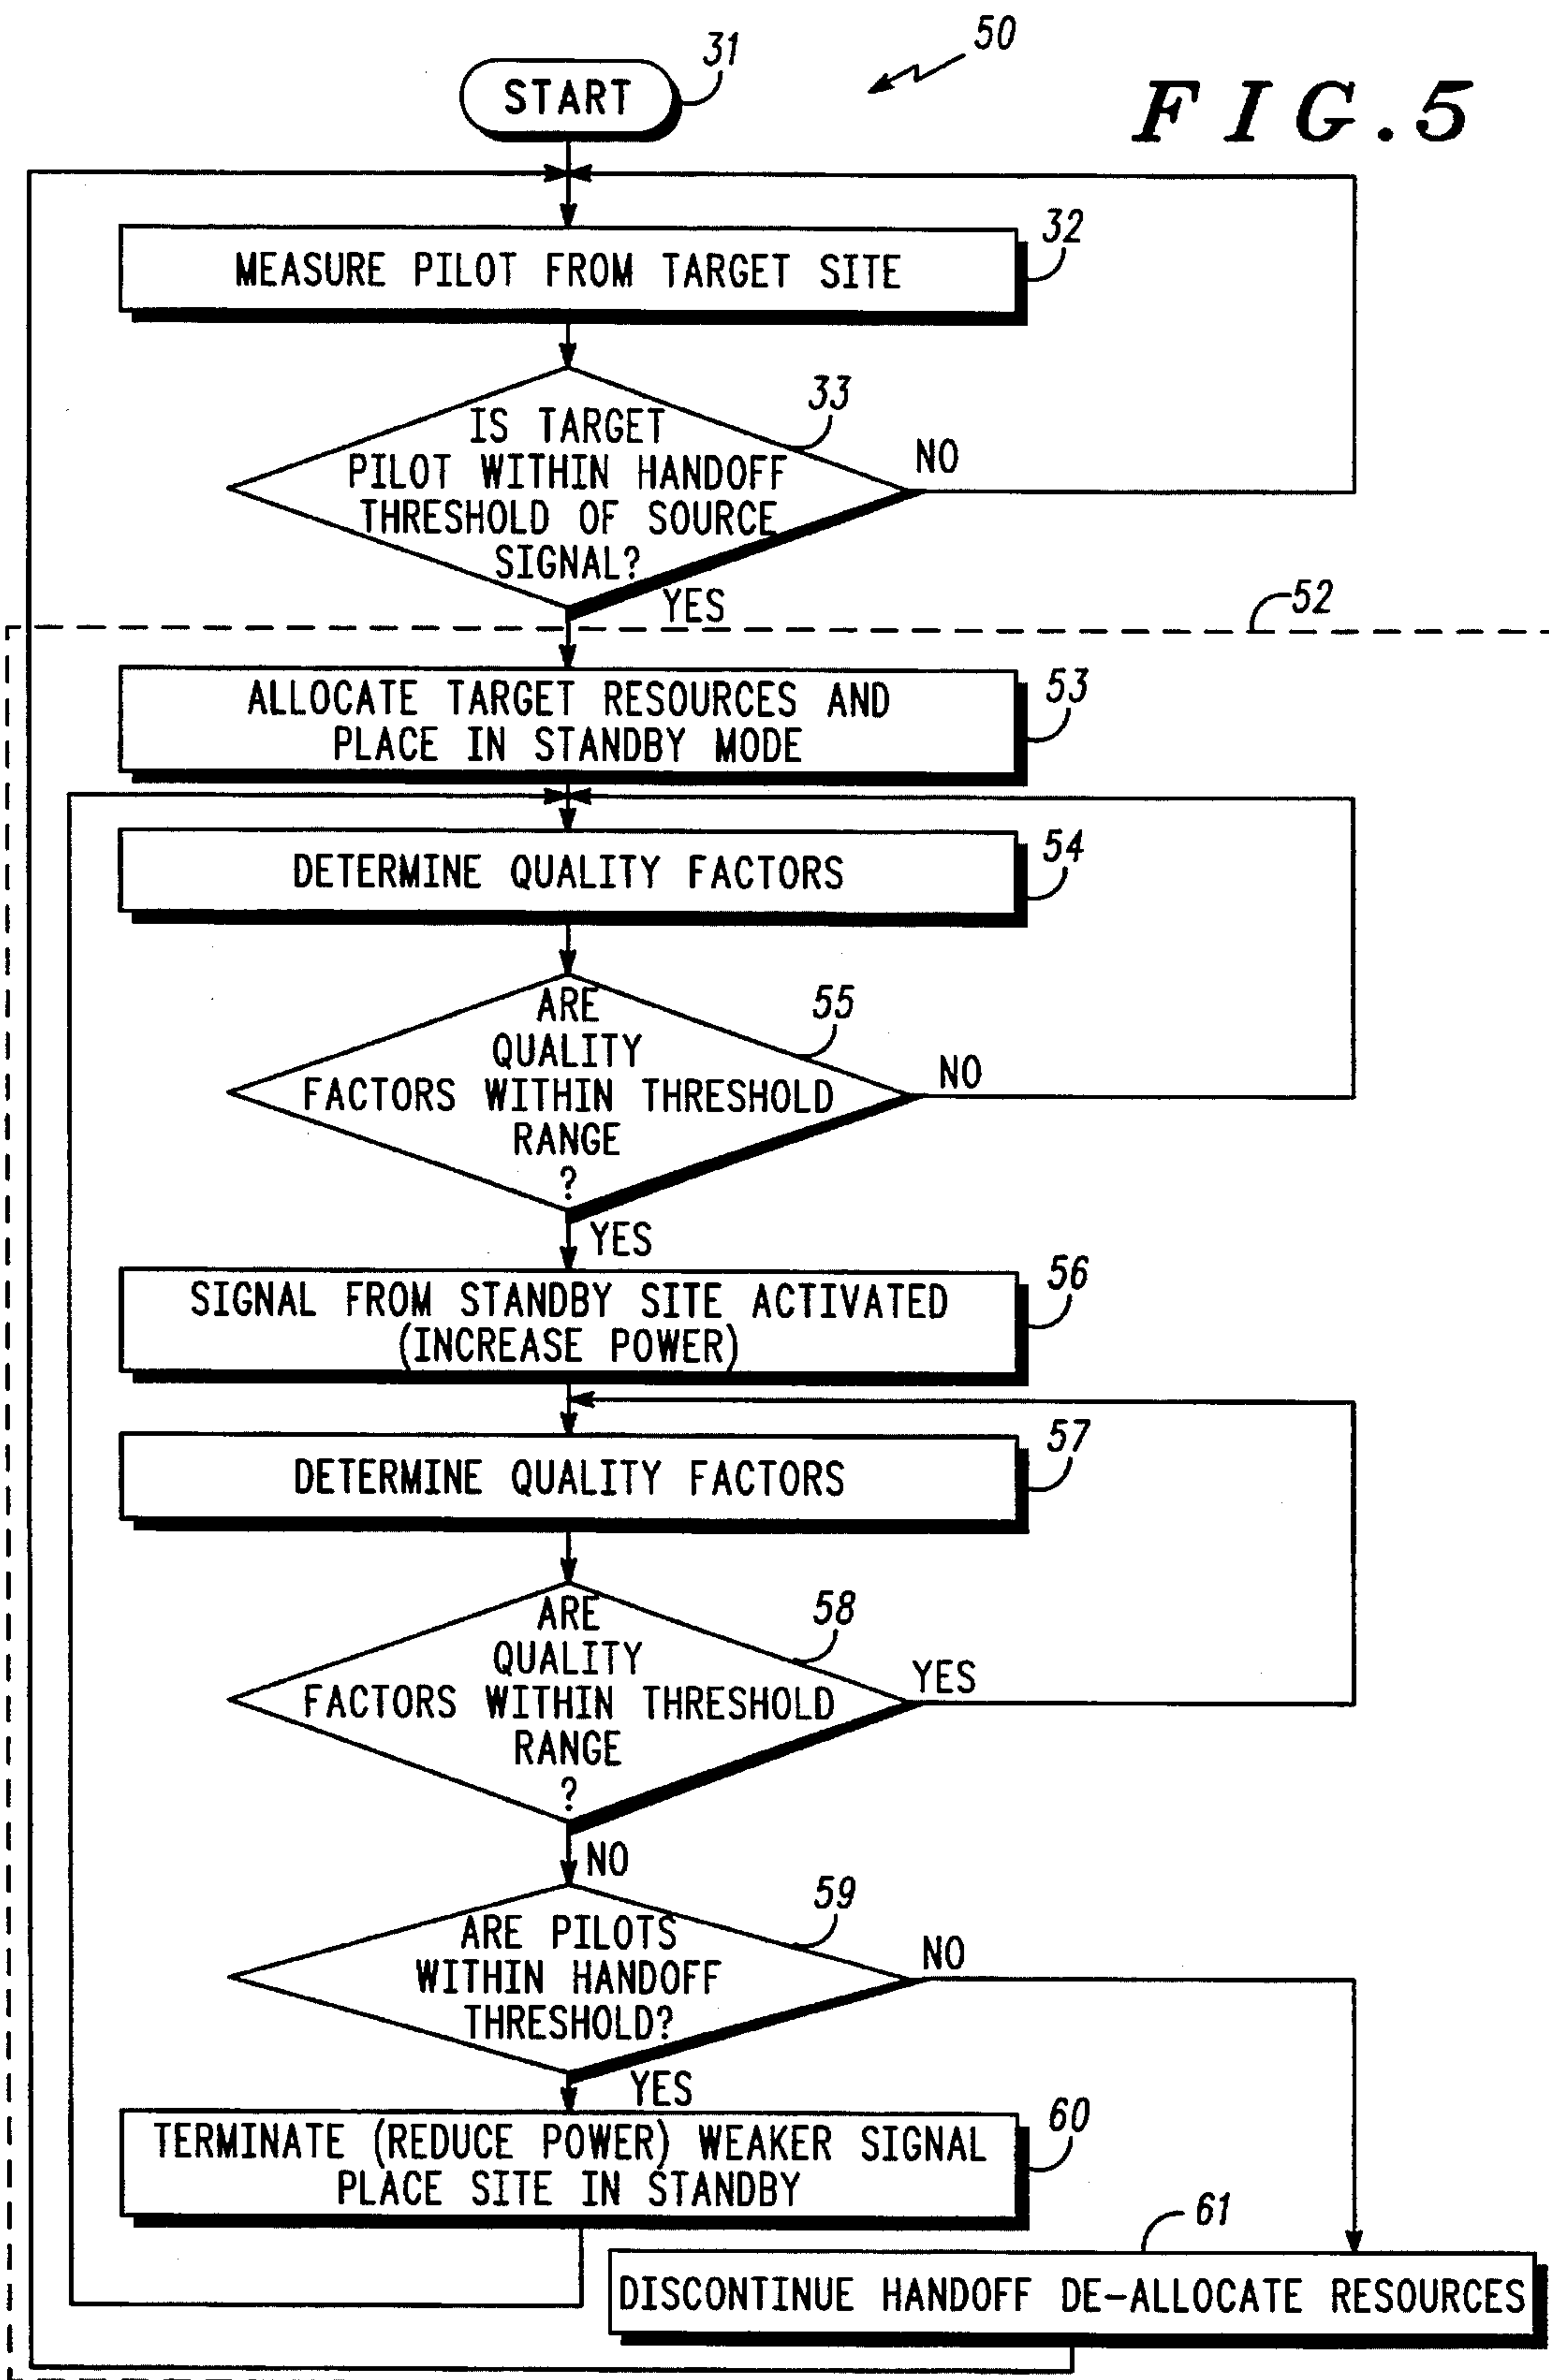 50
31
START
FIG.5
32
MEASURE PILOT FROM TARGET SITE
33
IS TARGET
PILOT WITHIN HANDOFF
THRESHOLD OF SOURCE
SIGNAL?
NO
YES
52
53
ALLOCATE TARGET RESOURCES AND
PLACE IN STANDBY MODE
54
DETERMINE QUALITY FACTORS
55
ARE
QUALITY
FACTORS WITHIN THRESHOLD
RANGE
?
NO
YES
56
SIGNAL FROM STANDBY SITE ACTIVATED
(INCREASE POWER)
57
DETERMINE QUALITY FACTORS
58
ARE
QUALITY
FACTORS WITHIN THRESHOLD
RANGE
?
YES
NO
59
ARE PILOTS
WITHIN HANDOFF
THRESHOLD?
NO
YES
60
TERMINATE (REDUCE POWER) WEAKER SIGNAL
PLACE SITE IN STANDBY
61
DISCONTINUE HANDOFF DE-ALLOCATE RESOURCES